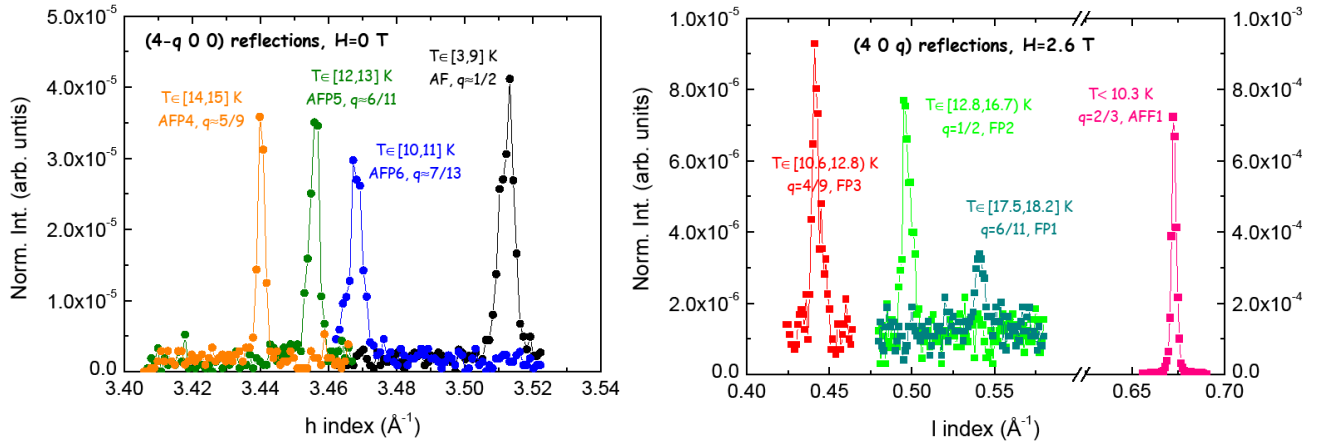 (4-q 0 0) reflections, H=0 T
T∈[3,9] K
AF, q≈1/2
T∈[12,13] K
AFP5, q≈6/11
T∈[14,15] K
AFP4, q≈5/9
T∈[10,11] K
AFP6, q≈7/13
Norm. Int. (arb. untis)
5.0x10⁻⁵
4.0x10⁻⁵
3.0x10⁻⁵
2.0x10⁻⁵
1.0x10⁻⁵
0.0
3.40 3.42 3.44 3.46 3.48 3.50 3.52 3.54
h index (Å⁻¹)
(4 0 q) reflections, H=2.6 T
T< 10.3 K
q=2/3, AFF1
T∈[12.8,16.7) K
q=1/2, FP2
T∈[10.6,12.8) K
q=4/9, FP3
T∈[17.5,18.2] K
q=6/11, FP1
Norm. Int. (arb. units)
1.0x10⁻⁵
8.0x10⁻⁶
6.0x10⁻⁶
4.0x10⁻⁶
2.0x10⁻⁶
0.0
1.0x10⁻³
8.0x10⁻⁴
6.0x10⁻⁴
4.0x10⁻⁴
2.0x10⁻⁴
0.0
0.40 0.45 0.50 0.55 0.65 0.70
l index (Å⁻¹)